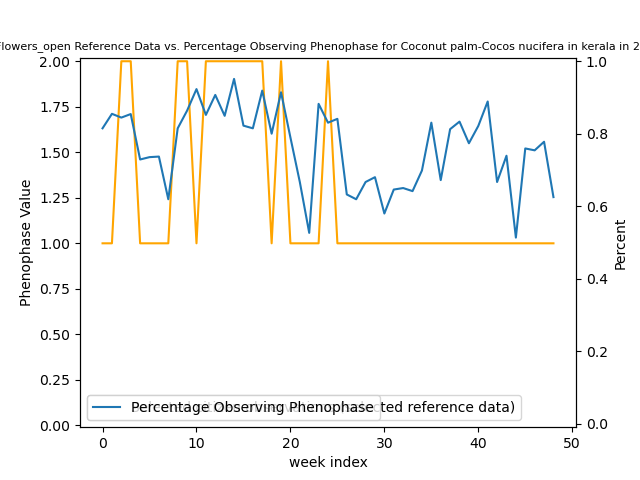 Flowers_open Reference Data vs. Percentage Observing Phenophase for Coconut palm-Cocos nucifera in kerala in 2
2.00
1.75
1.50
1.25
1.00
0.75
0.50
0.25
0.00
Phenophase Value
1.0
0.8
0.6
0.4
0.2
0.0
Percent
Percentage Observing Phenophase
ted reference data)
0 10 20 30 40 50
week index